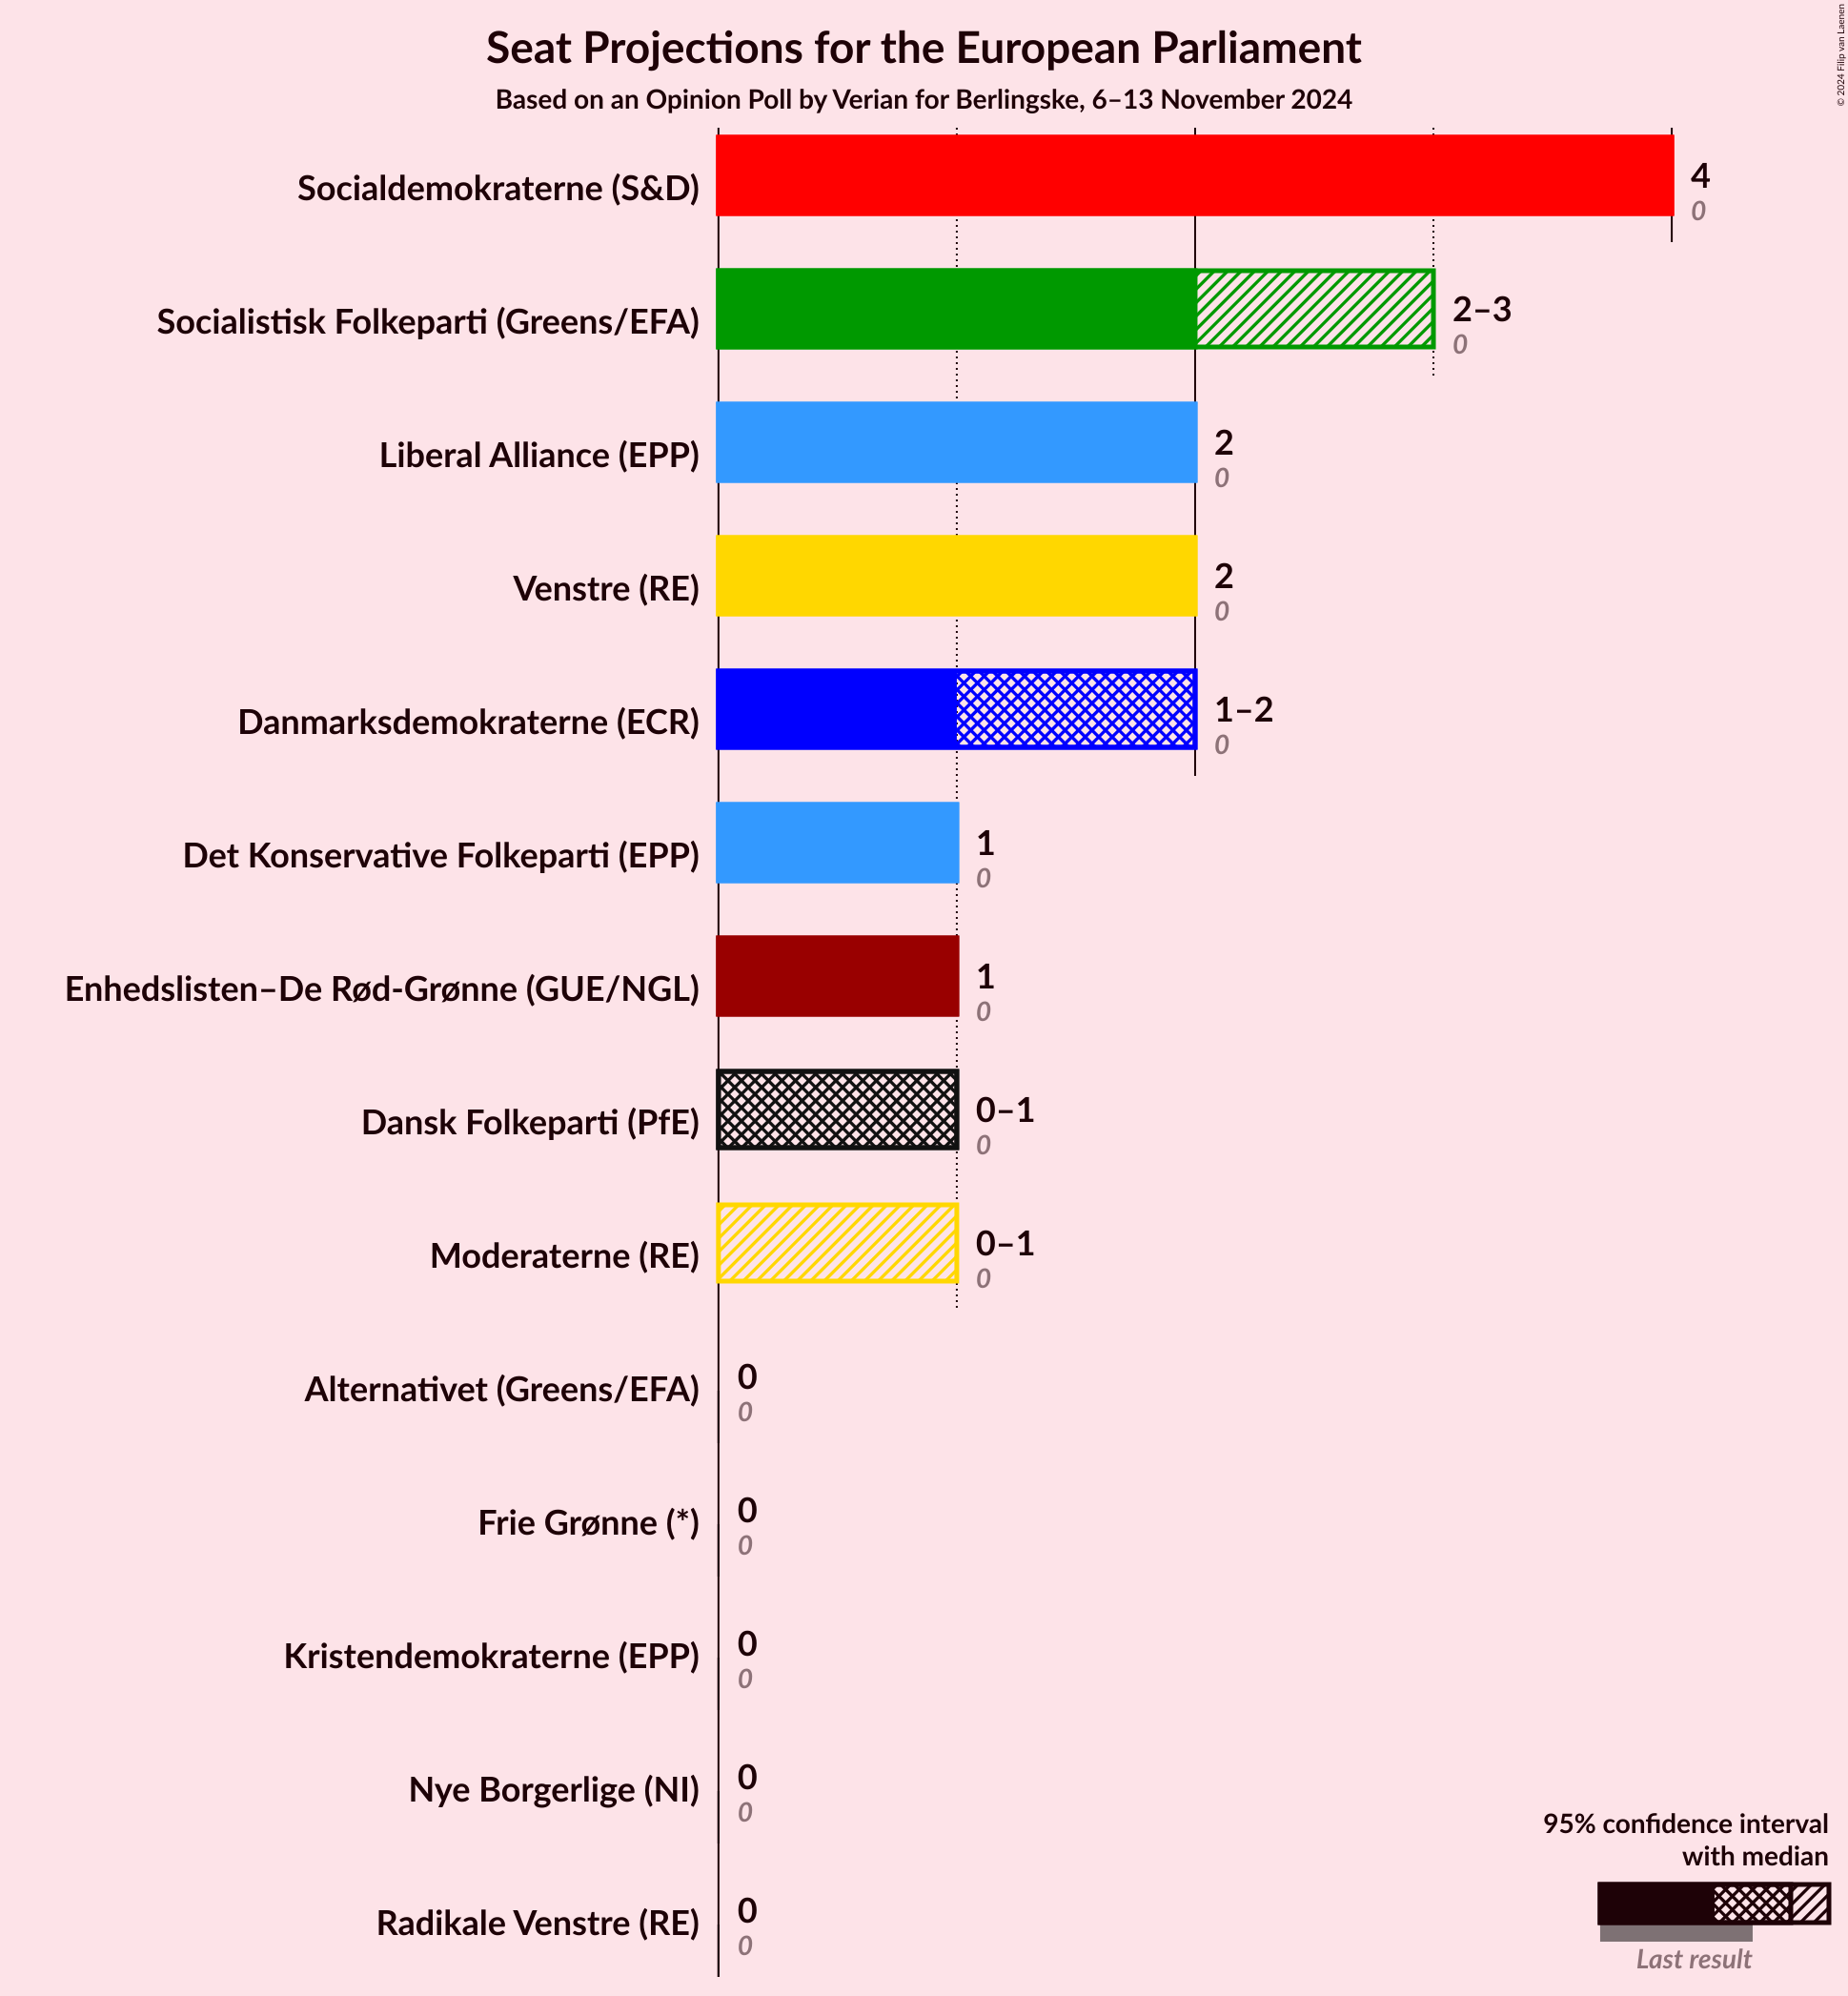 Seat Projections for the European Parliament
Based on an Opinion Poll by Verian for Berlingske, 6–13 November 2024
© 2024 Filip van Laenen
Socialdemokraterne (S&D)
4
0
Socialistisk Folkeparti (Greens/EFA)
2–3
0
Liberal Alliance (EPP)
2
0
Venstre (RE)
2
0
Danmarksdemokraterne (ECR)
1–2
0
Det Konservative Folkeparti (EPP)
1
0
Enhedslisten–De Rød-Grønne (GUE/NGL)
1
0
Dansk Folkeparti (PfE)
0–1
0
Moderaterne (RE)
0–1
0
Alternativet (Greens/EFA)
0
0
Frie Grønne (*)
0
0
Kristendemokraterne (EPP)
0
0
Nye Borgerlige (NI)
0
0
Radikale Venstre (RE)
0
0
95% confidence interval
with median
Last result